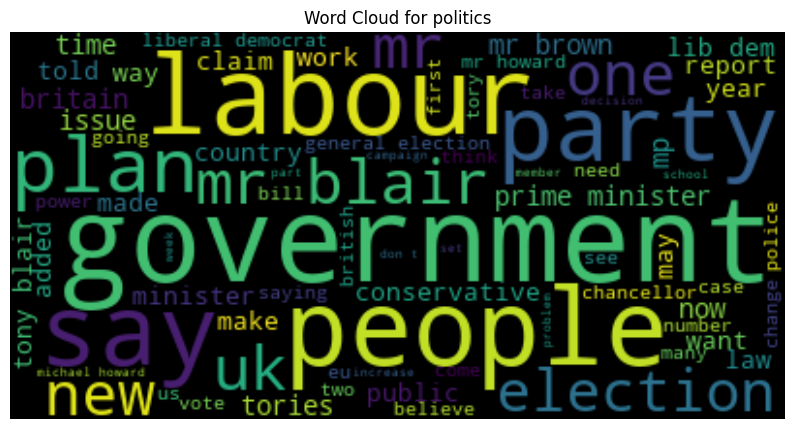 Word Cloud for politics
time
liberal democrat
mr
mr brown
lib dem
told
way
claim
work
labour
first
tory
mr howard
one
report
take
decision
year
britain
issue
going
party
general election
country
campaign
think
member
need
mp
school
plan
mr blair
part
bill
power
made
prime minister
government
week
british
don t
set
see
may
police
tony blair
added
minister
saying
conservative
chancellor
case
change
say
make
people
problem
now
number
want
many
law
michael howard
uk
eu
increase
come
new
us
vote
tories
two
public
believe
election